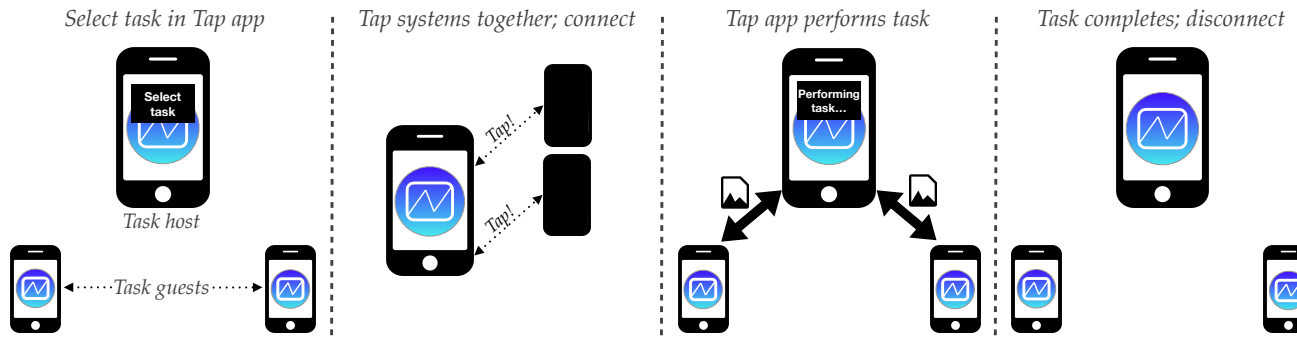 Select task in Tap app
Select
task
Task host
Task guests
Tap systems together; connect
Tap!
Tap!
Tap app performs task
Performing
task...
Task completes; disconnect